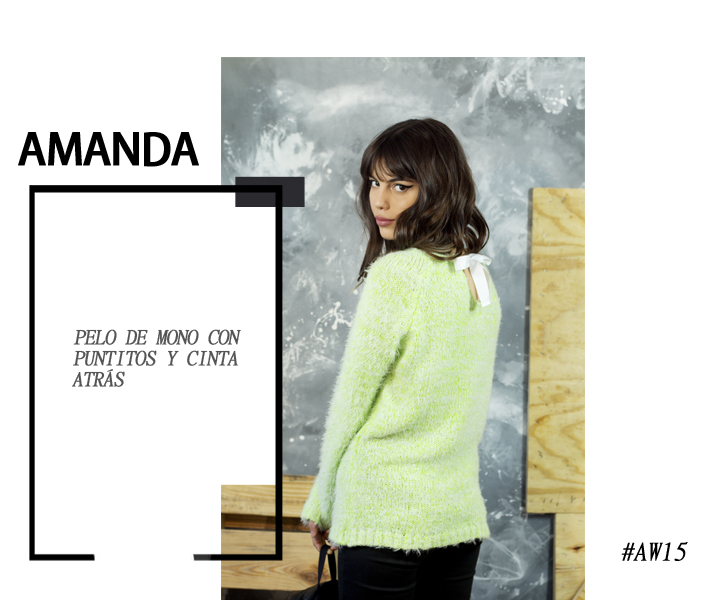 AMANDA
PELO DE MONO CON
PUNTITOS Y CINTA
ATRÁS
#AW15